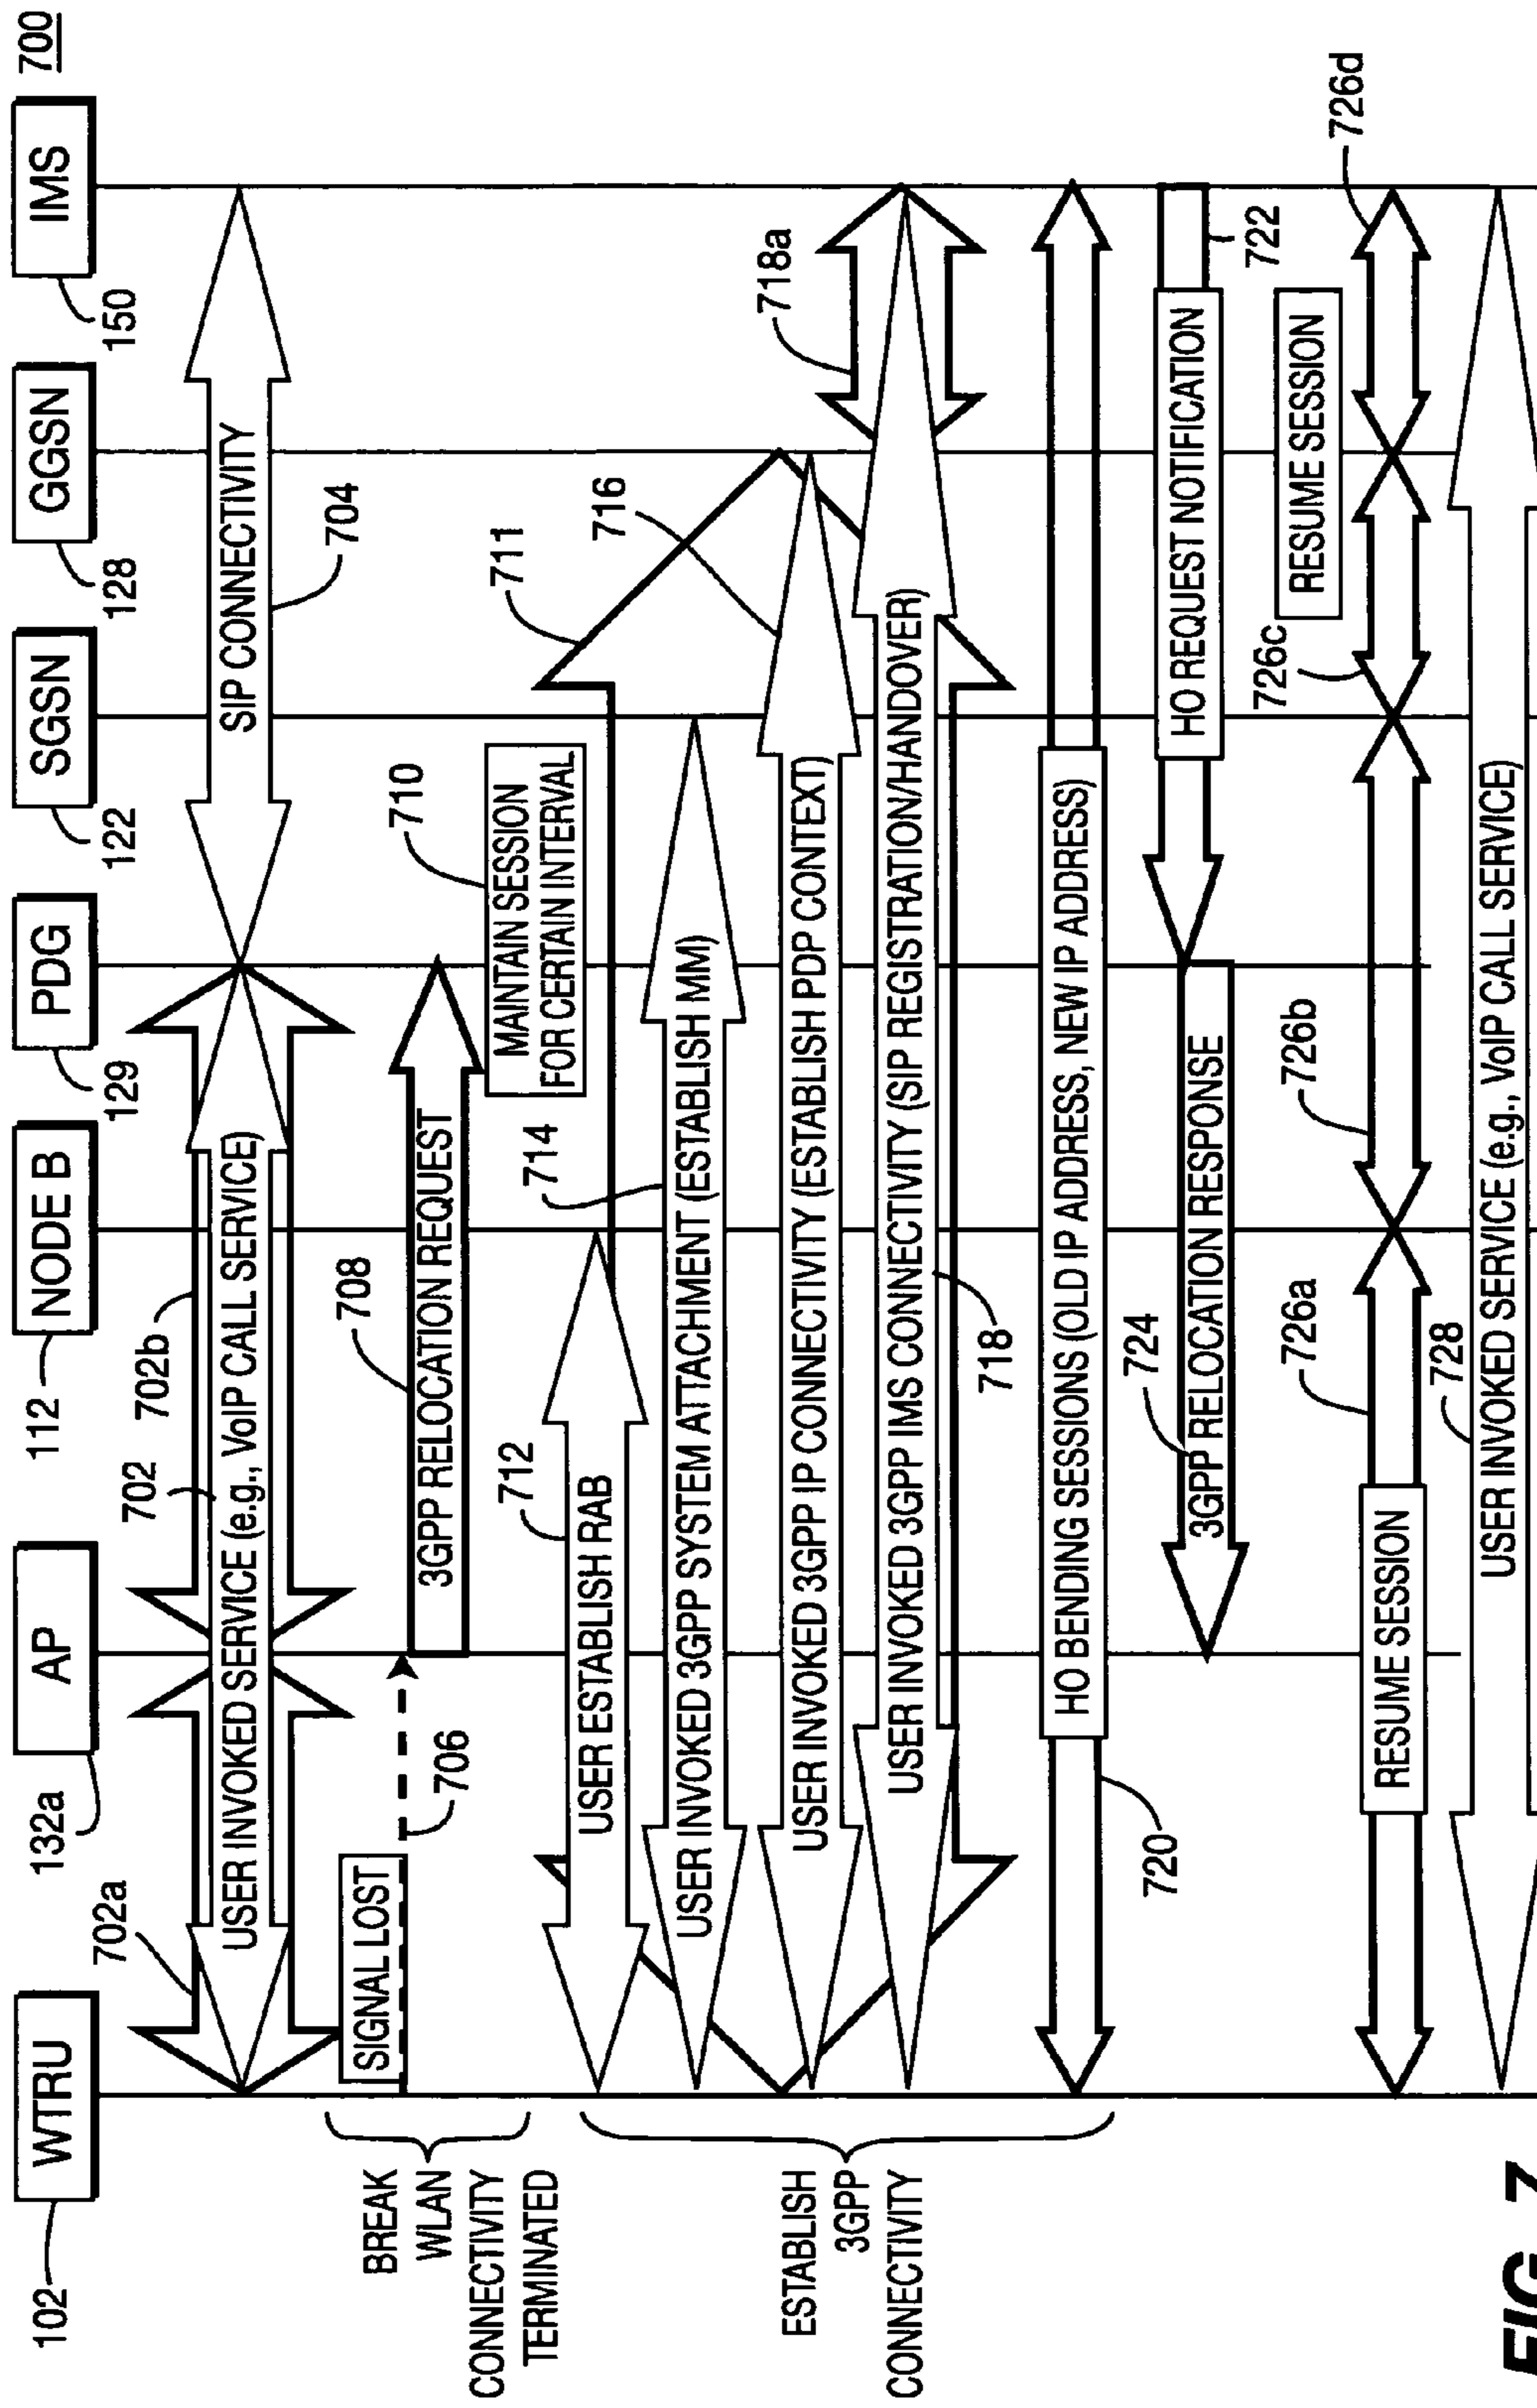 700
WTRU
AP
NODE B
PDG
SGSN
GGSN
IMS
102
132a
112
129
122
128
150
702a
702
702b
USER INVOKED SERVICE (e.g., VoIP CALL SERVICE)
SIP CONNECTIVITY
704
BREAK
WLAN
CONNECTIVITY
TERMINATED
SIGNAL LOST
706
708
3GPP RELOCATION REQUEST
710
MAINTAIN SESSION
FOR CERTAIN INTERVAL
711
712
USER ESTABLISH RAB
714
USER INVOKED 3GPP SYSTEM ATTACHMENT (ESTABLISH MM)
716
USER INVOKED 3GPP IP CONNECTIVITY (ESTABLISH PDP CONTEXT)
718a
USER INVOKED 3GPP IMS CONNECTIVITY (SIP REGISTRATION/HANDOVER)
718
ESTABLISH
3GPP
CONNECTIVITY
HO BENDING SESSIONS (OLD IP ADDRESS, NEW IP ADDRESS)
720
HO REQUEST NOTIFICATION
722
724
3GPP RELOCATION RESPONSE
RESUME SESSION
726a
726b
726c
726d
RESUME SESSION
728
USER INVOKED SERVICE (e.g., VoIP CALL SERVICE)
FIG. 7